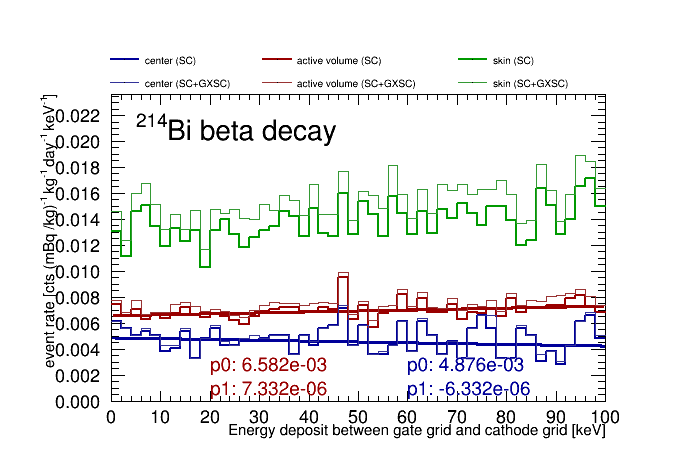 center (SC) active volume (SC) skin (SC)
center (SC+GXSC) active volume (SC+GXSC) skin (SC+GXSC)
event rate [cts (mBq /kg)⁻¹ kg⁻¹ day⁻¹ keV⁻¹]
²¹⁴Bi beta decay
0.022
0.020
0.018
0.016
0.014
0.012
0.010
0.008
0.006
0.004
0.002
0.000
p0: 6.582e-03 p0: 4.876e-03
p1: 7.332e-06 p1: -6.332e-06
0 10 20 30 40 50 60 70 80 90 100
Energy deposit between gate grid and cathode grid [keV]